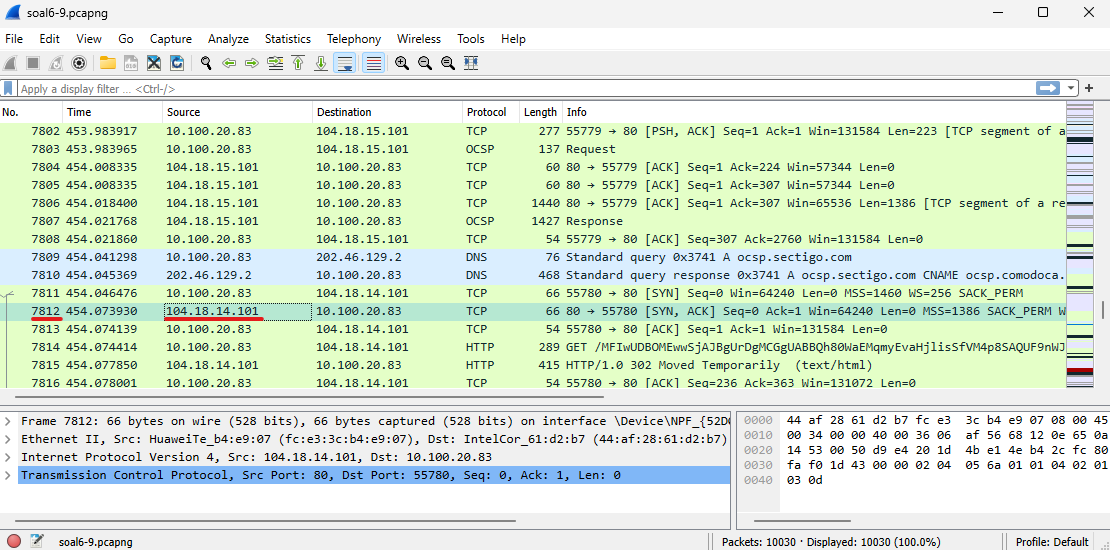 soal6-9.pcapng
File Edit View Go Capture Analyze Statistics Telephony Wireless Tools Help
Apply a display filter ... <Ctrl-/>
No. Time Source Destination Protocol Length Info
7802 453.983917 10.100.20.83 104.18.15.101 TCP 277 55779 → 80 [PSH, ACK] Seq=1 Ack=1 Win=131584 Len=223 [TCP segment of a
7803 453.983965 10.100.20.83 104.18.15.101 OCSP 137 Request
7804 454.008335 104.18.15.101 10.100.20.83 TCP 60 80 → 55779 [ACK] Seq=1 Ack=224 Win=57344 Len=0
7805 454.008335 104.18.15.101 10.100.20.83 TCP 60 80 → 55779 [ACK] Seq=1 Ack=307 Win=57344 Len=0
7806 454.018400 104.18.15.101 10.100.20.83 TCP 1440 80 → 55779 [ACK] Seq=1 Ack=307 Win=65536 Len=1386 [TCP segment of a re
7807 454.021768 104.18.15.101 10.100.20.83 OCSP 1427 Response
7808 454.021860 10.100.20.83 104.18.15.101 TCP 54 55779 → 80 [ACK] Seq=307 Ack=2760 Win=131584 Len=0
7809 454.041298 10.100.20.83 202.46.129.2 DNS 76 Standard query 0x3741 A ocsp.sectigo.com
7810 454.045369 202.46.129.2 10.100.20.83 DNS 468 Standard query response 0x3741 A ocsp.sectigo.com CNAME ocsp.comodoca.
7811 454.046476 10.100.20.83 104.18.14.101 TCP 66 55780 → 80 [SYN] Seq=0 Win=64240 Len=0 MSS=1460 WS=256 SACK_PERM
7812 454.073930 104.18.14.101 10.100.20.83 TCP 66 80 → 55780 [SYN, ACK] Seq=0 Ack=1 Win=64240 Len=0 MSS=1386 SACK_PERM W
7813 454.074139 10.100.20.83 104.18.14.101 TCP 54 55780 → 80 [ACK] Seq=1 Ack=1 Win=131584 Len=0
7814 454.074414 10.100.20.83 104.18.14.101 HTTP 289 GET /MFIwUDBOMEwwSjAJBgUrDgMCGgUABBQh80WaEMqmyEvaHjlisSfVM4p8SAQUF9nWJ
7815 454.077850 104.18.14.101 10.100.20.83 HTTP 415 HTTP/1.0 302 Moved Temporarily (text/html)
7816 454.078001 10.100.20.83 104.18.14.101 TCP 54 55780 → 80 [ACK] Seq=236 Ack=363 Win=131072 Len=0
Frame 7812: 66 bytes on wire (528 bits), 66 bytes captured (528 bits) on interface \Device\NPF_{52D
Ethernet II, Src: HuaweiTe_b4:e9:07 (fc:e3:3c:b4:e9:07), Dst: IntelCor_61:d2:b7 (44:af:28:61:d2:b7)
Internet Protocol Version 4, Src: 104.18.14.101, Dst: 10.100.20.83
Transmission Control Protocol, Src Port: 80, Dst Port: 55780, Seq: 0, Ack: 1, Len: 0
0000 44 af 28 61 d2 b7 fc e3 3c b4 e9 07 08 00 45
0010 00 34 00 00 40 00 36 06 af 56 68 12 0e 65 0a
0020 14 53 00 50 d9 e4 20 1d 4b e1 4e b4 2c fc 80
0030 fa f0 1d 43 00 00 02 04 05 6a 01 01 04 02 01
0040 03 0d
soal6-9.pcapng Packets: 10030 · Displayed: 10030 (100.0%) Profile: Default